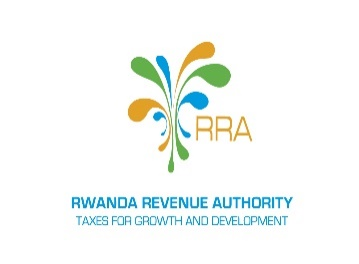 RRA
RWANDA REVENUE AUTHORITY
TAXES FOR GROWTH AND DEVELOPMENT